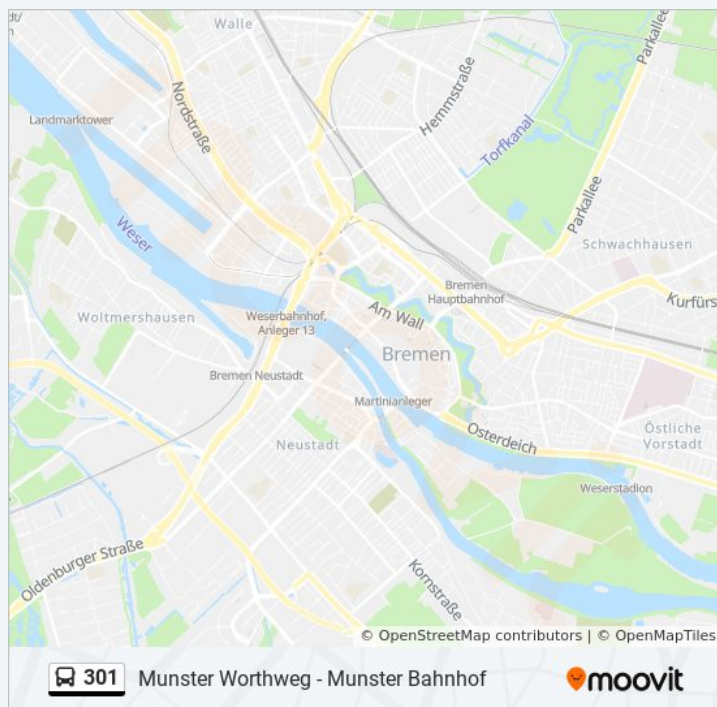 dt/
Walle
Parkallee
Hemmstraße
Nordstraße
Landmarktower
Torfkanal
Parkallee
Weser
Schwachhausen
Bremen
Hauptbahnhof
Kurfürs
Woltmershausen
Weserbahnhof,
Anleger 13
Am Wall
Bremen
Bremen Neustadt
Martinianleger
Östliche
Vorstadt
Neustadt
Osterdeich
Weserstadion
Oldenburger Straße
Kornstraße
© OpenStreetMap contributors | © OpenMapTiles
301 Munster Worthweg - Munster Bahnhof moovit